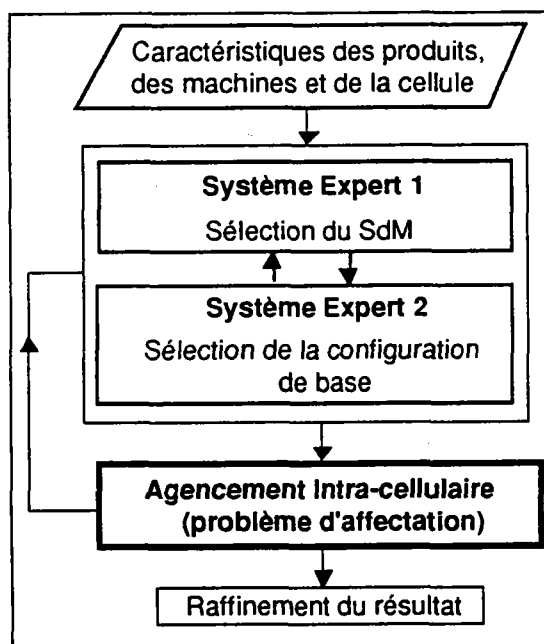 Caractéristiques des produits,
des machines et de la cellule
Système Expert 1
Sélection du SdM
Système Expert 2
Sélection de la configuration
de base
Agencement Intra-cellulaire
(problème d'affectation)
Raffinement du résultat